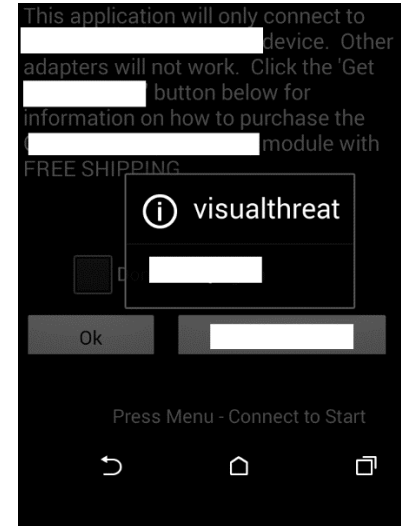 This application will only connect to
device. Other
adapters will not work. Click the 'Get
' button below for
information on how to purchase the
module with
FREE SHIPPING
visualthreat
Ok
Press Menu - Connect to Start